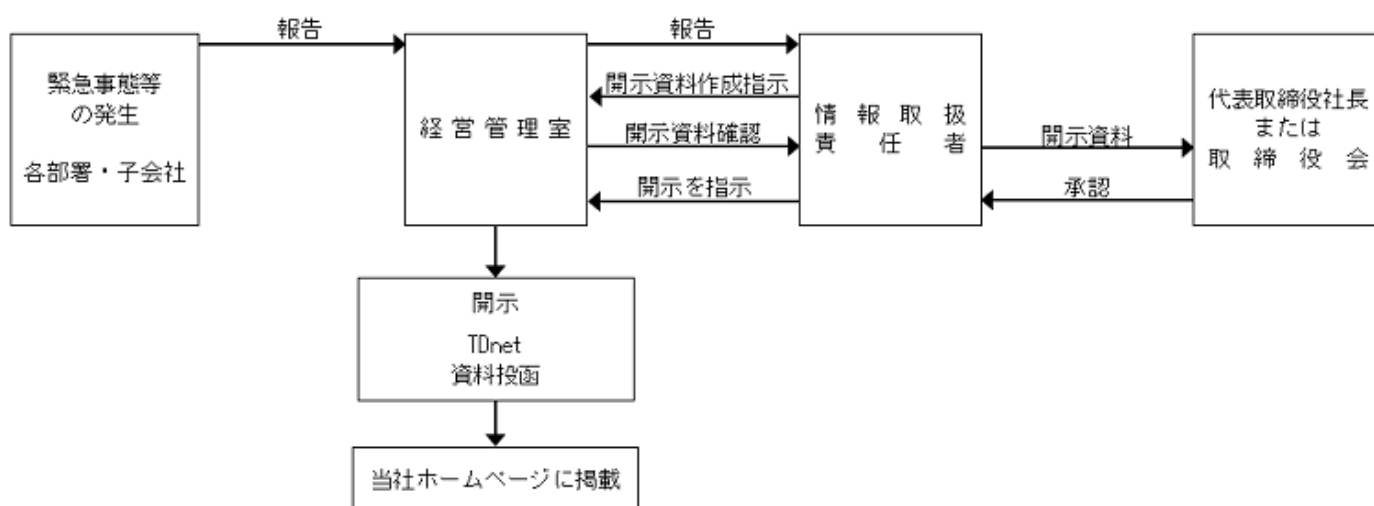 報告
報告
緊急事態等
の発生
各部署・子会社
経営管理室
開示資料作成指示
開示資料確認
開示を指示
情報取扱
責任者
開示資料
承認
代表取締役社長
または
取締役会
開示
TDnet
資料投函
当社ホームページに掲載